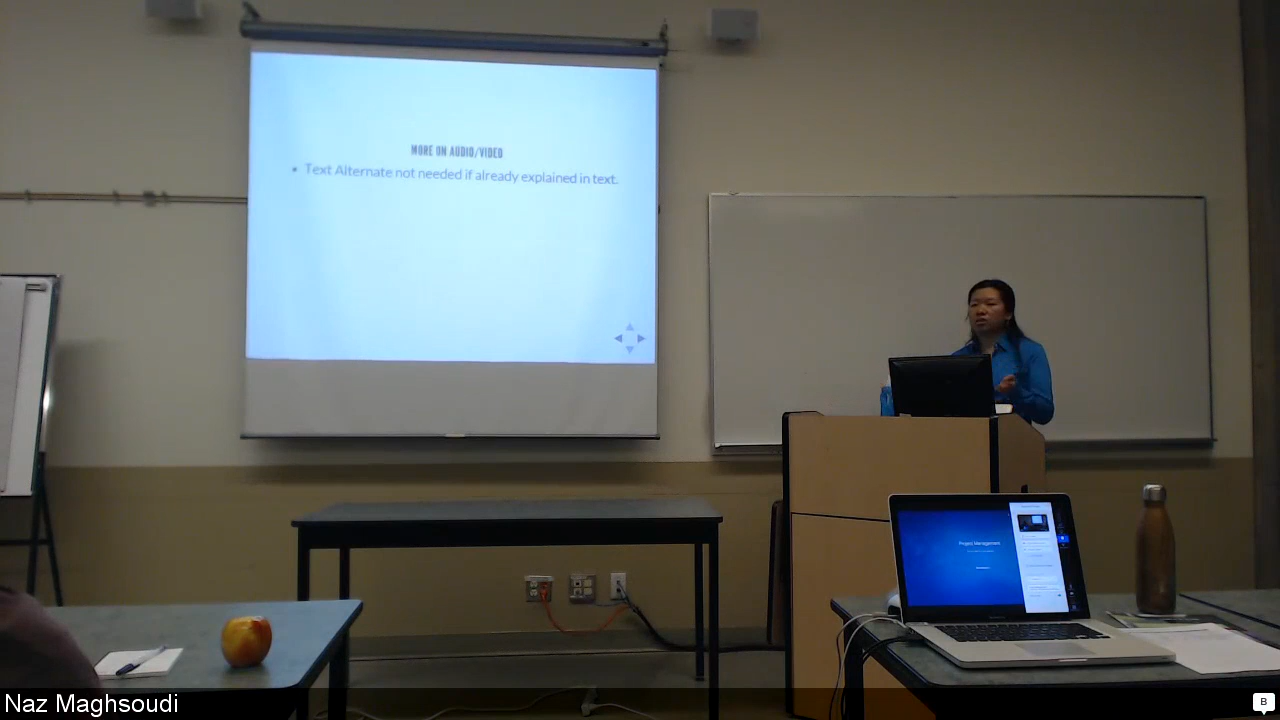 MORE ON AUDIO/VIDEO
Text Alternate not needed if already explained in text.
Project Management
Naz Maghsoudi
B